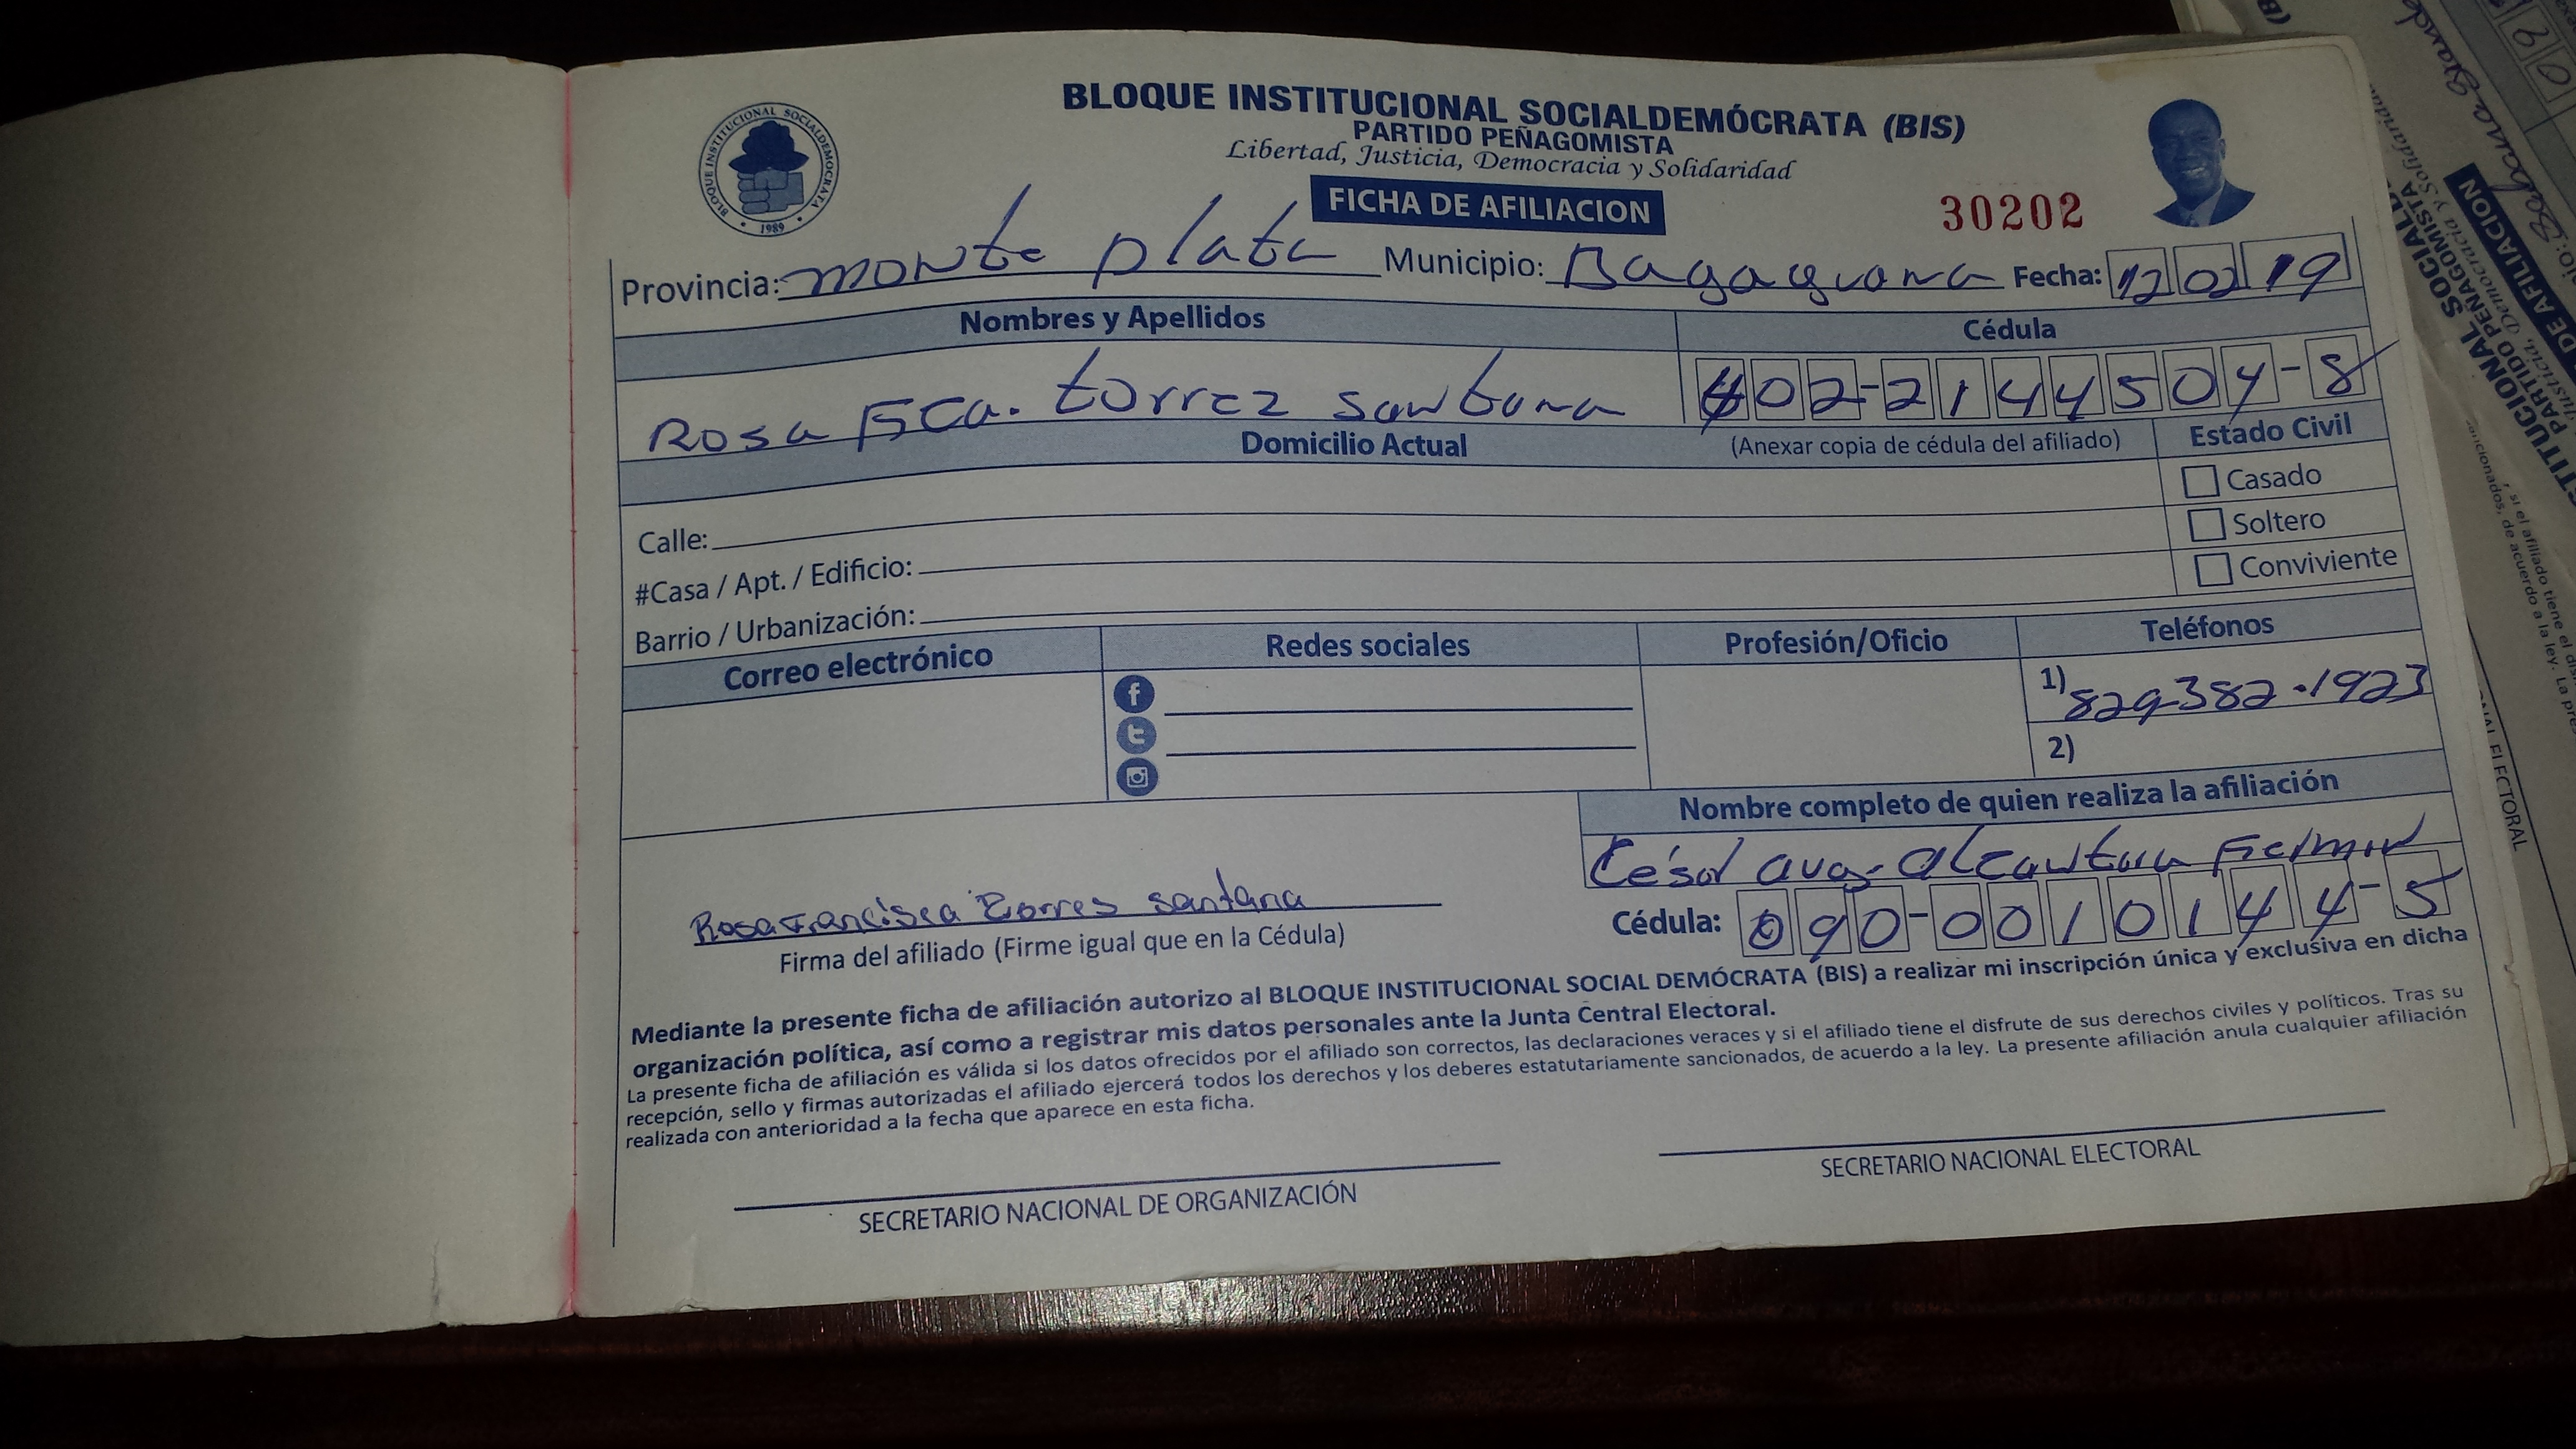 BLOQUE INSTITUCIONAL SOCIALDEMÓCRATA (BIS)
PARTIDO PEÑAGOMISTA
Libertad, Justicia, Democracia y Solidaridad
FICHA DE AFILIACION
30202
BLOQUE INSTITUCIONAL SOCIALDEMOCRATA
1989
Provincia: monte plata Municipio: Bayaguana Fecha: 12 02 19
Nombres y Apellidos Cédula
Rosa Fca. torrez santana 402-2144504-8
Domicilio Actual (Anexar copia de cédula del afiliado) Estado Civil
Casado
Calle:
Soltero
#Casa / Apt. / Edificio:
Conviviente
Barrio / Urbanización:
Correo electrónico Redes sociales Profesión/Oficio Teléfonos
1) 829-382-1923
2)
Nombre completo de quien realiza la afiliación
César aug. alcantara
Rosa Francisca Torres santana
Cédula: 090-0010144-5
Firma del afiliado (Firme igual que en la Cédula)
Mediante la presente ficha de afiliación autorizo al BLOQUE INSTITUCIONAL SOCIAL DEMÓCRATA (BIS) a realizar mi inscripción única y exclusiva en dicha
organización política, así como a registrar mis datos personales ante la Junta Central Electoral.
La presente ficha de afiliación es válida si los datos ofrecidos por el afiliado son correctos, las declaraciones veraces y si el afiliado tiene el disfrute de sus derechos civiles y políticos. Tras su
recepción, sello y firmas autorizadas el afiliado ejercerá todos los derechos y los deberes estatutariamente sancionados, de acuerdo a la ley. La presente afiliación anula cualquier afiliación
realizada con anterioridad a la fecha que aparece en esta ficha.
SECRETARIO NACIONAL DE ORGANIZACIÓN
SECRETARIO NACIONAL ELECTORAL